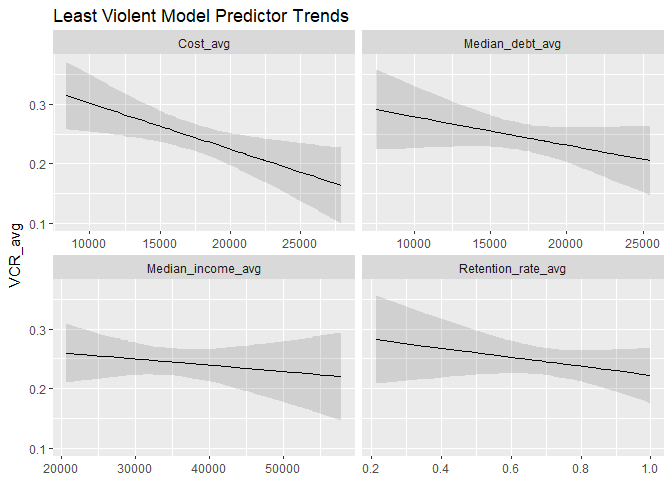 Least Violent Model Predictor Trends
Cost_avg
Median_debt_avg
0.3
0.2
0.1
10000 15000 20000 25000
10000 15000 20000 25000
VCR_avg
Median_income_avg
Retention_rate_avg
0.3
0.2
0.1
20000 30000 40000 50000
0.2 0.4 0.6 0.8 1.0